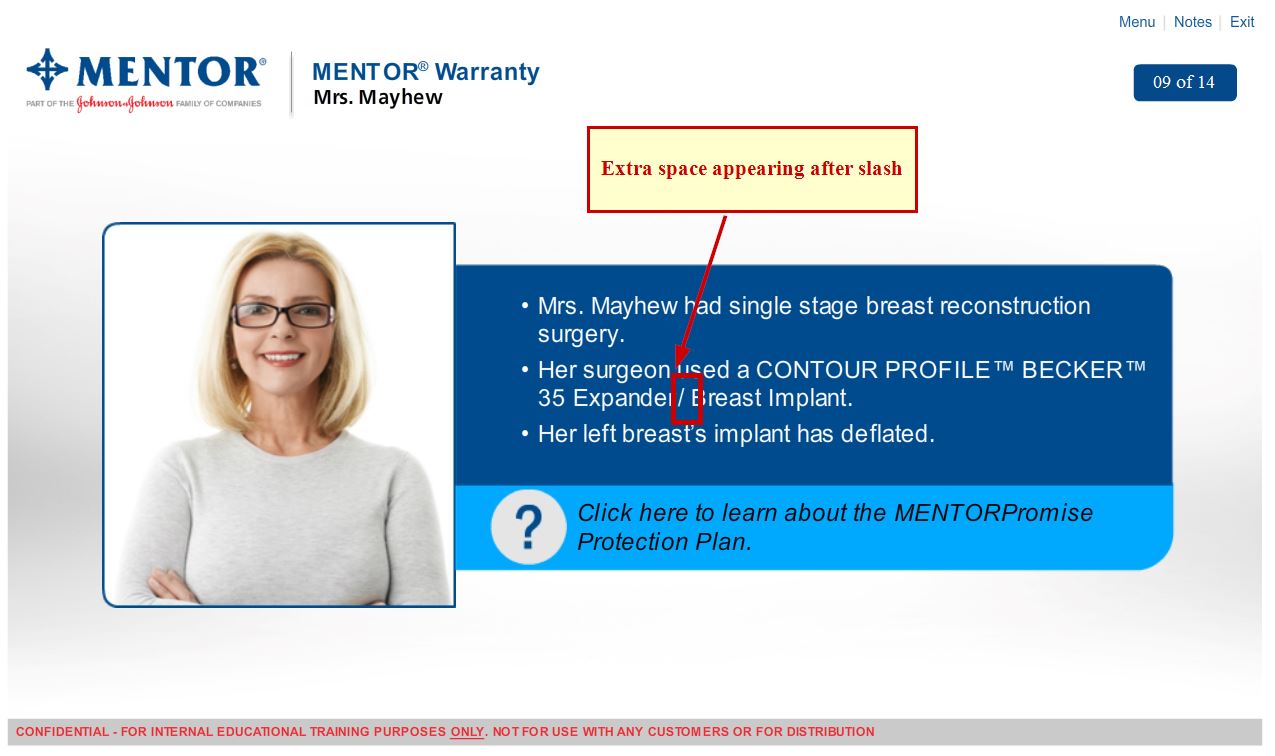 Menu | Notes | Exit
MENTOR®
PART OF THE Johnson & Johnson FAMILY OF COMPANIES
MENTOR® Warranty
Mrs. Mayhew
09 of 14
Extra space appearing after slash
• Mrs. Mayhew had single stage breast reconstruction
surgery.
• Her surgeon used a CONTOUR PROFILE™ BECKER™
35 Expander/ Breast Implant.
• Her left breast’s implant has deflated.
?
Click here to learn about the MENTORPromise
Protection Plan.
CONFIDENTIAL - FOR INTERNAL EDUCATIONAL TRAINING PURPOSES ONLY. NOT FOR USE WITH ANY CUSTOMERS OR FOR DISTRIBUTION